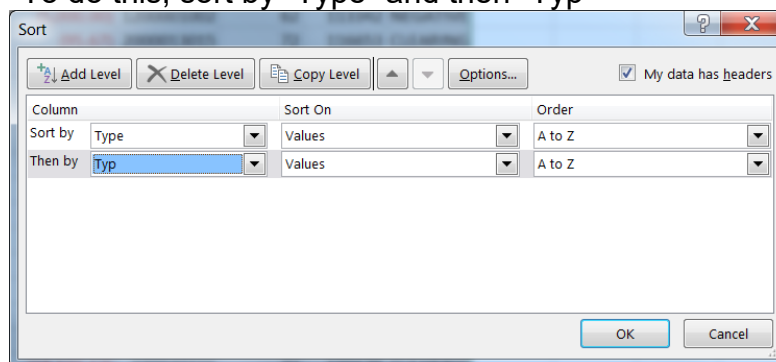 To do this, sort by "Type" and then "Typ"
Sort
Add Level Delete Level Copy Level Options... My data has headers
Column Sort On Order
Sort by Type Values A to Z
Then by Typ Values A to Z
OK Cancel